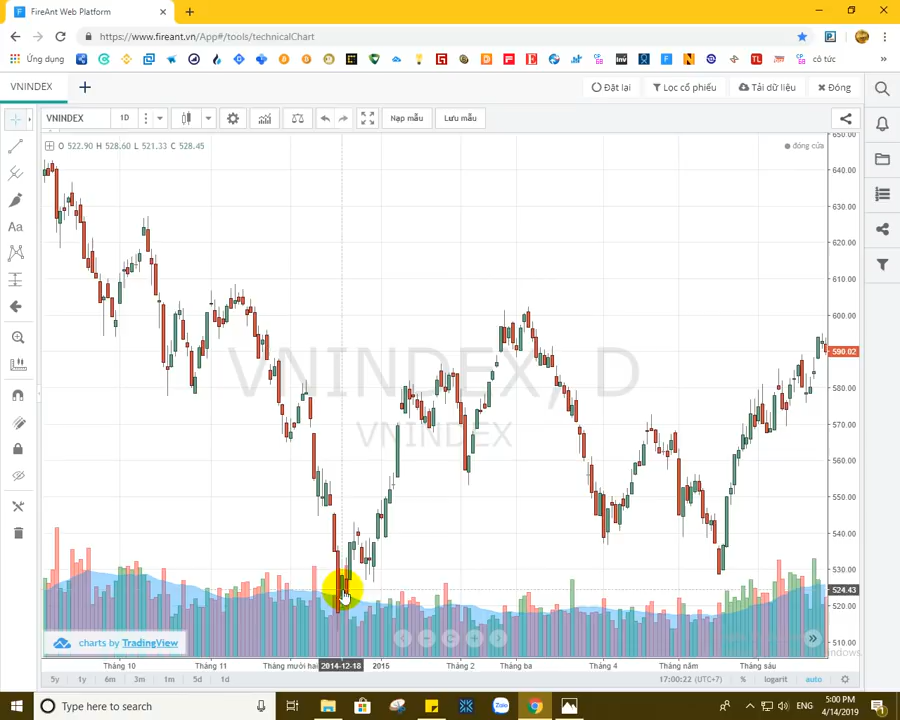 FireAnt Web Platform
https://www.fireant.vn/App#/tools/technicalChart
Ứng dụng
cổ tức
VNINDEX
Đặt lại
Lọc cổ phiếu
Tải dữ liệu
Đóng
VNINDEX 1D
Nạp mẫu
Lưu mẫu
O 522.90 H 528.60 L 521.33 C 528.45
đóng cửa
650.00
640.00
630.00
620.00
610.00
600.00
590.02
580.00
570.00
560.00
550.00
540.00
530.00
524.43
520.00
510.00
VNINDEX, D
VNINDEX
charts by TradingView
Tháng 10 Tháng 11 Tháng mười hai 2014-12-18 2015 Tháng 2 Tháng ba Tháng 4 Tháng năm Tháng sáu
5y 1y 6m 3m 1m 5d 1d
17:00:22 (UTC+7) % logarit auto
Type here to search
Zalo
ENG
5:00 PM
4/14/2019